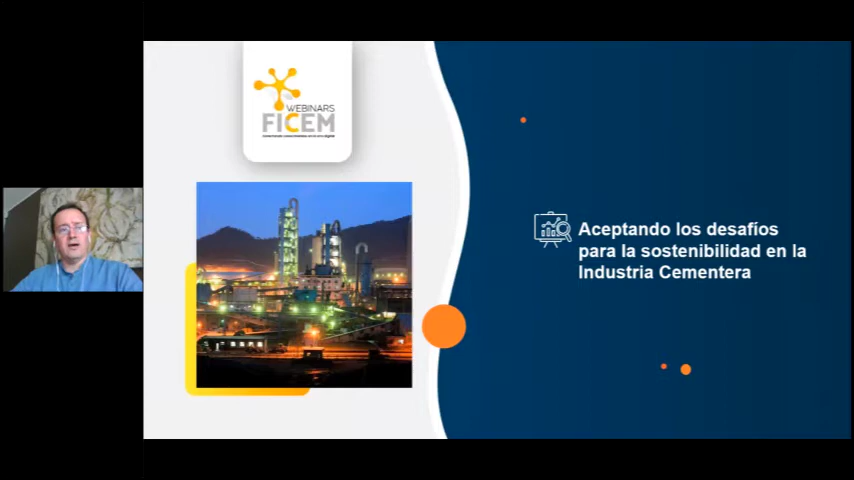 WEBINARS
FICEM
Aceptando los desafíos
para la sostenibilidad en la
Industria Cementera